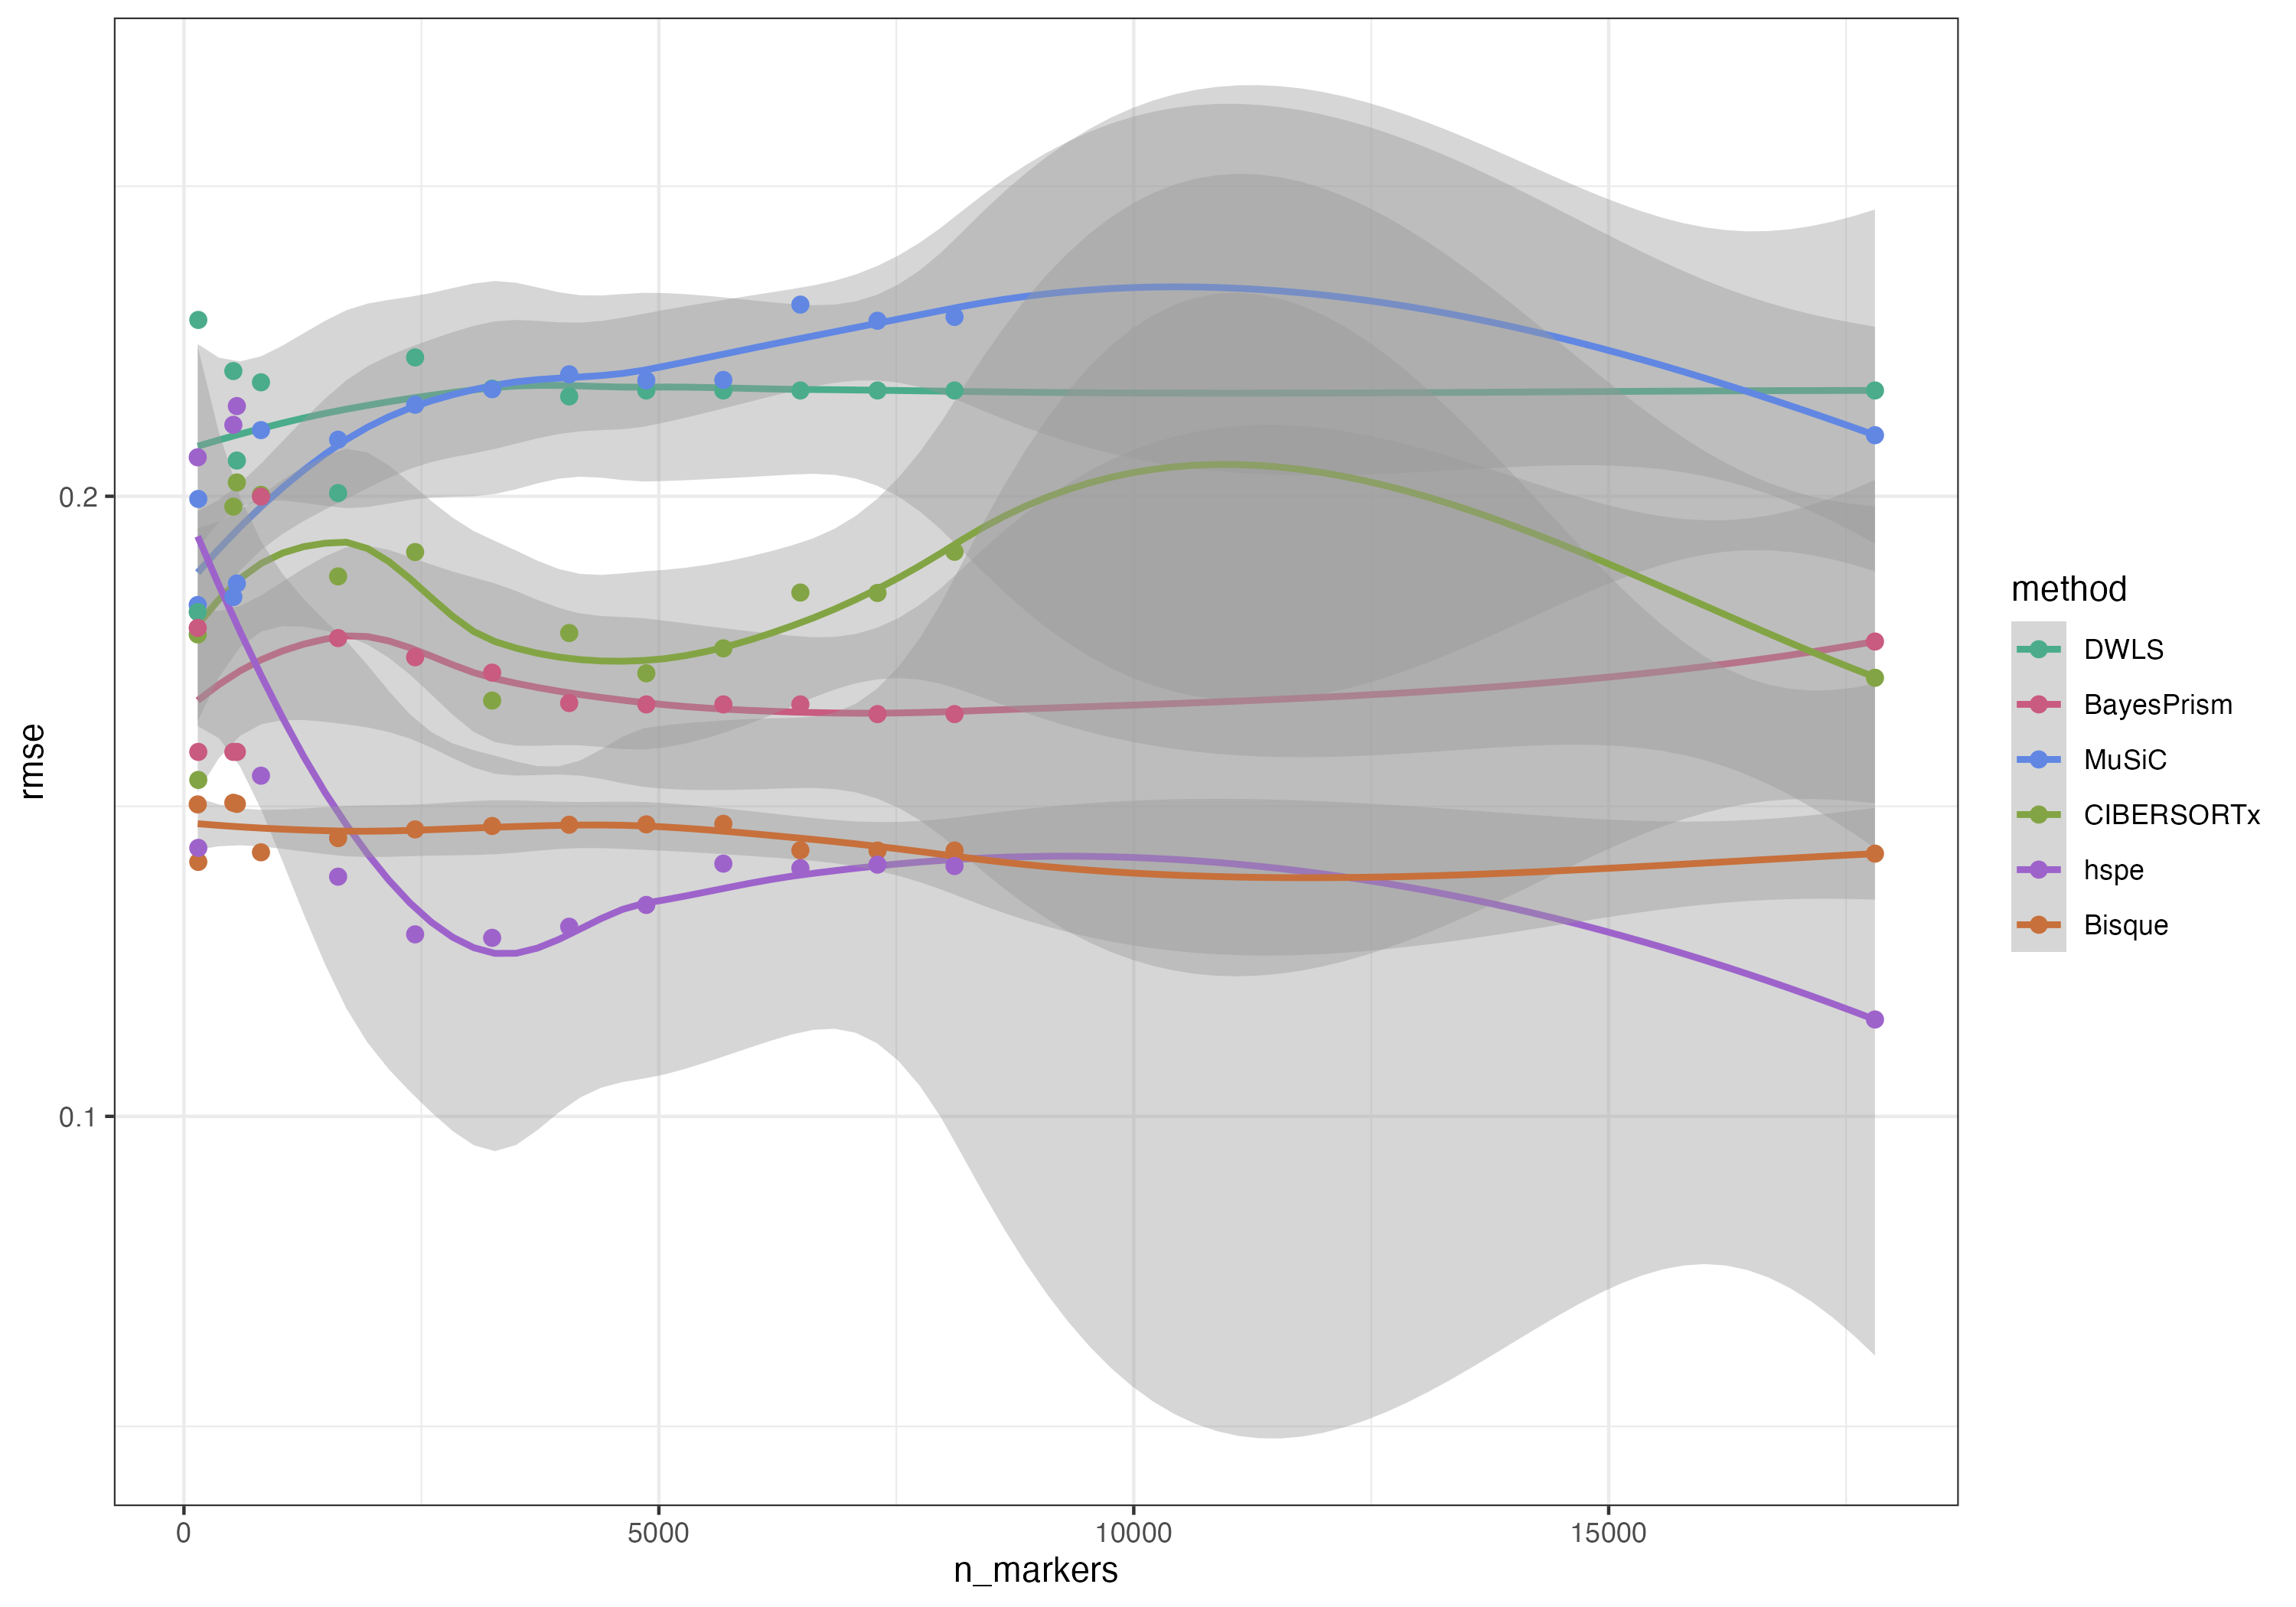 rmse
0.2
0.1
0
5000
10000
15000
n_markers
method
DWLS
BayesPrism
MuSiC
CIBERSORTx
hspe
Bisque